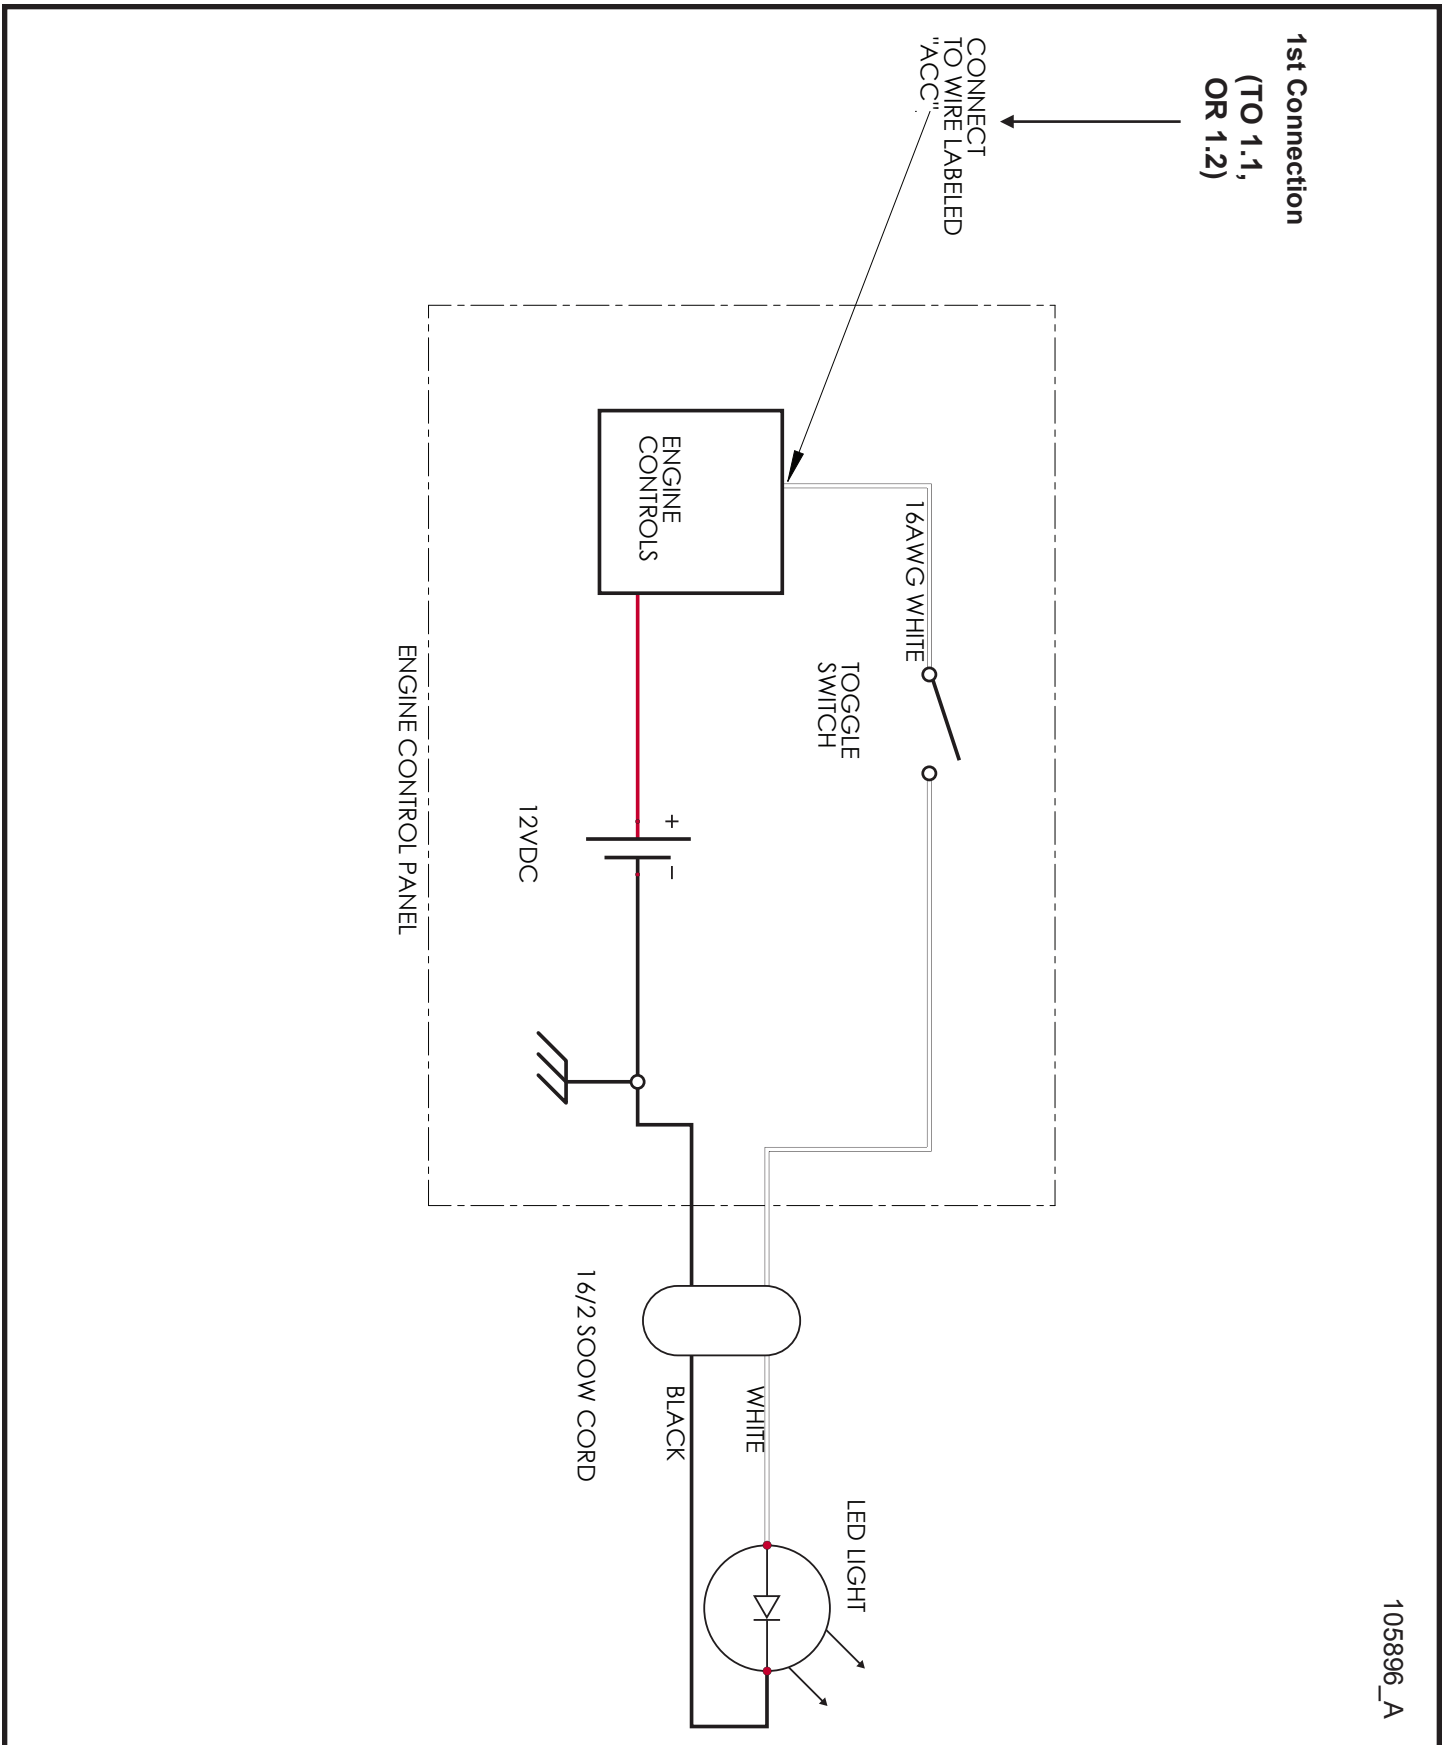 105896_A
1st Connection
(TO 1.1,
OR 1.2)
CONNECT
TO WIRE LABELED
"ACC"
16AWG WHITE
TOGGLE
SWITCH
ENGINE
CONTROLS
+
-
12VDC
ENGINE CONTROL PANEL
LED LIGHT
WHITE
BLACK
16/2 SOOW CORD